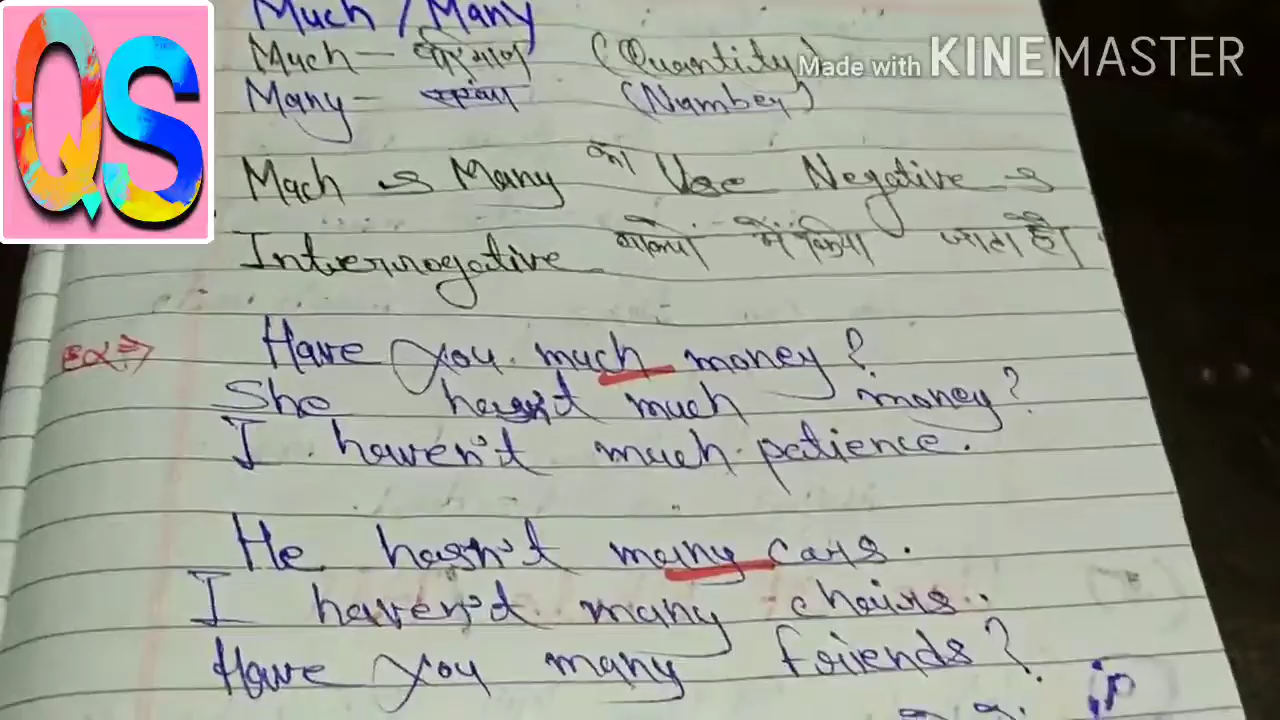 QS
Made with KINEMASTER
Much / Many
Much — परिमाण (Quantity)
Many — संख्या (Number)
Mach व Many का Use Negative व
Interrogative वाक्यों में किया जाता है।
Ex ⇒ Have you much money?
She hasn't much money?
I haven't much patience.
He hasn't many cars.
I haven't many chairs.
Have you many friends?